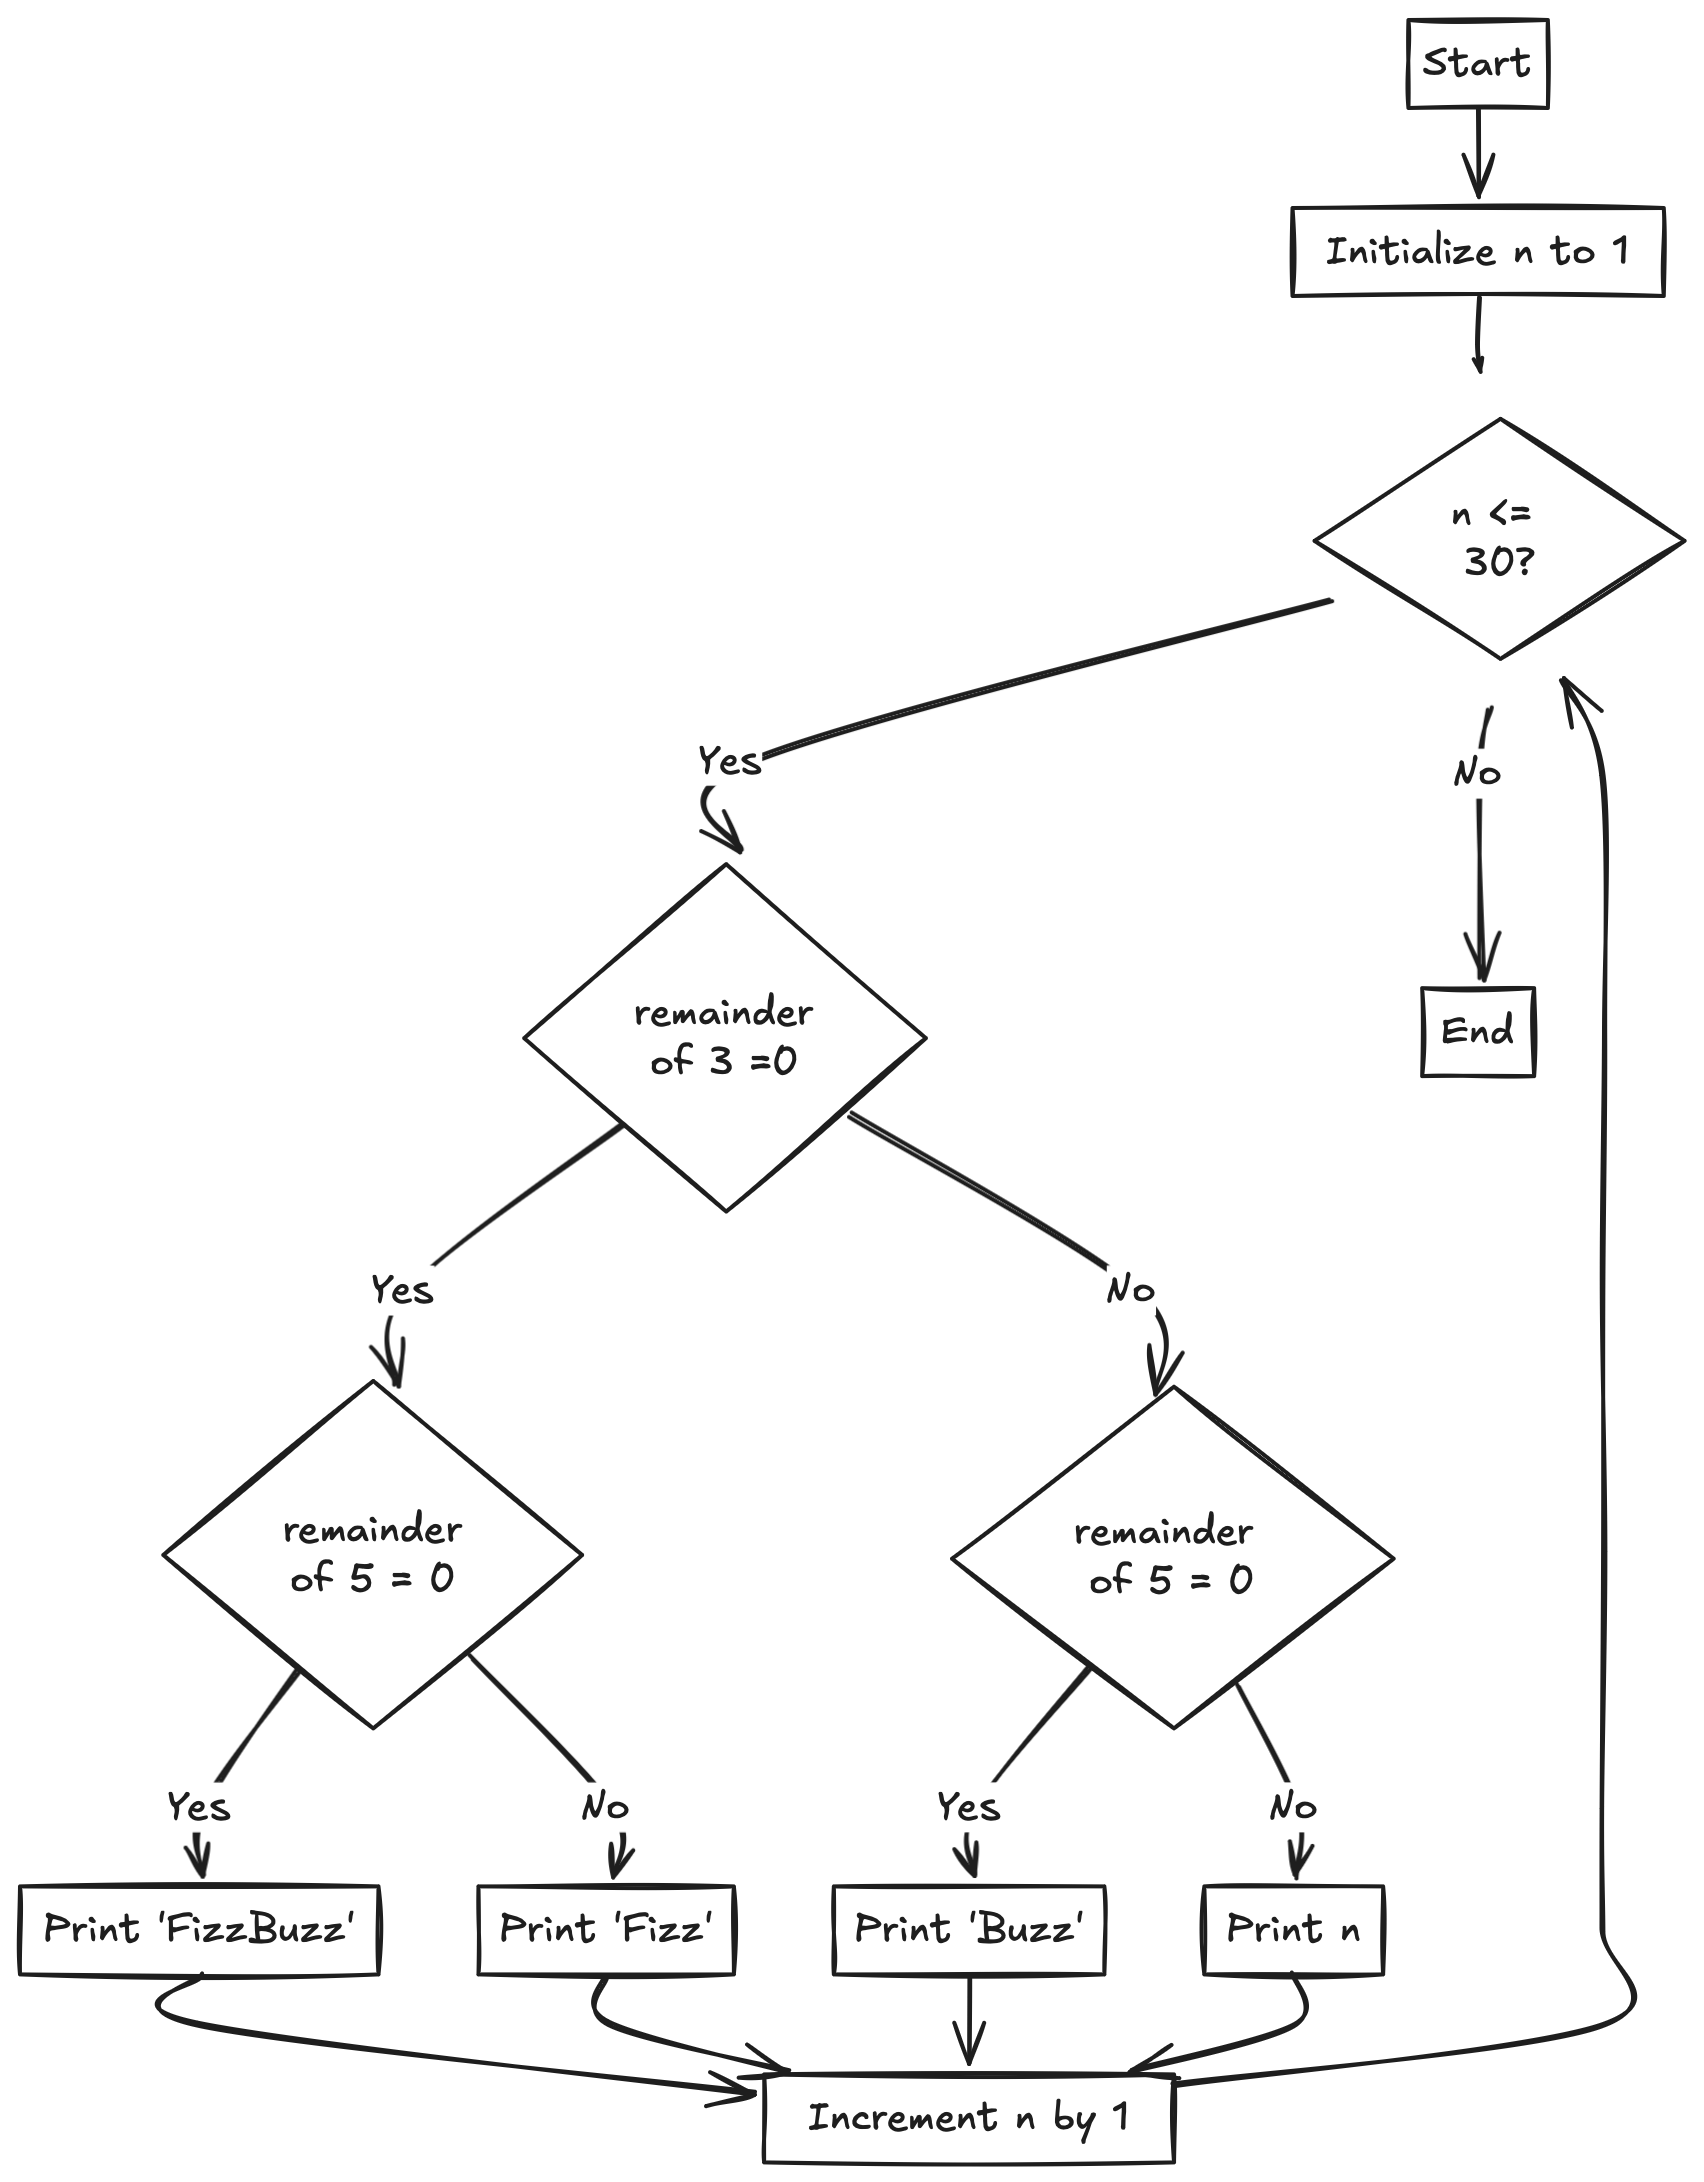 Start
Initialize n to 1
n <=
30?
Yes
No
remainder
of 3 =0
End
Yes
No
remainder
of 5 = 0
remainder
of 5 = 0
Yes
No
Yes
No
Print 'FizzBuzz'
Print 'Fizz'
Print 'Buzz'
Print n
Increment n by 1